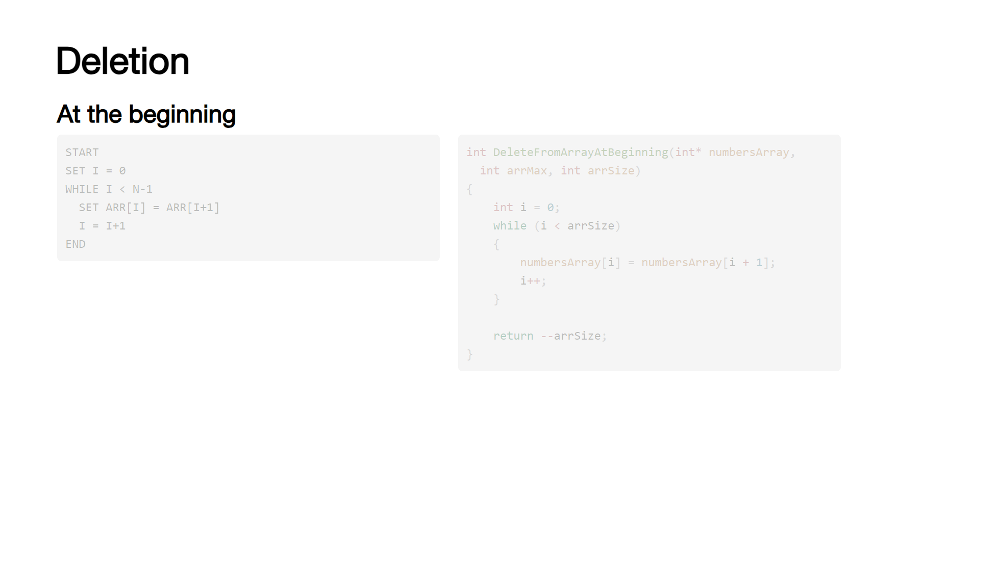 Deletion
At the beginning
START
SET I = 0
WHILE I < N-1
  SET ARR[I] = ARR[I+1]
  I = I+1
END
int DeleteFromArrayAtBeginning(int* numbersArray,
  int arrMax, int arrSize)
{
    int i = 0;
    while (i < arrSize)
    {
        numbersArray[i] = numbersArray[i + 1];
        i++;
    }

    return --arrSize;
}